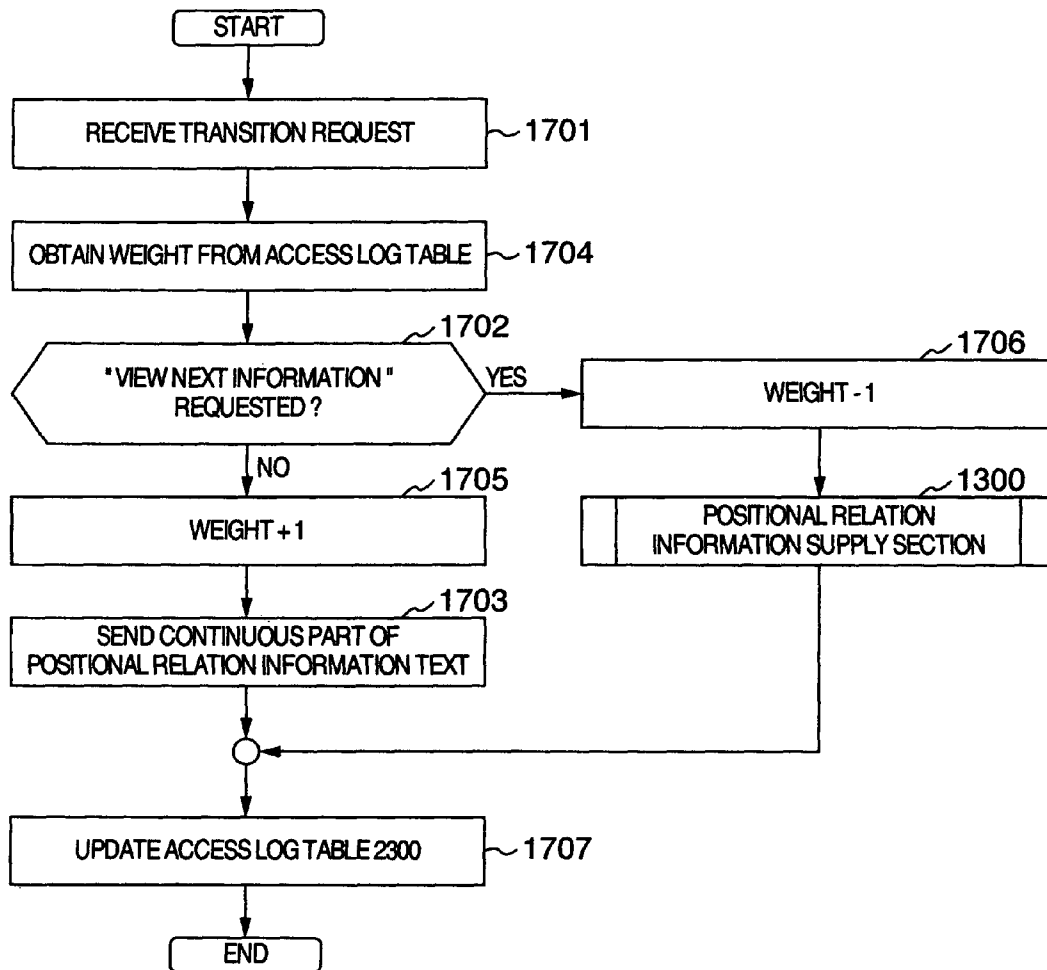 START
RECEIVE TRANSITION REQUEST
1701
OBTAIN WEIGHT FROM ACCESS LOG TABLE
1704
1702
"VIEW NEXT INFORMATION"
REQUESTED ?
YES
1706
WEIGHT - 1
NO
1705
WEIGHT + 1
1300
POSITIONAL RELATION
INFORMATION SUPPLY SECTION
1703
SEND CONTINUOUS PART OF
POSITIONAL RELATION INFORMATION TEXT
UPDATE ACCESS LOG TABLE 2300
1707
END